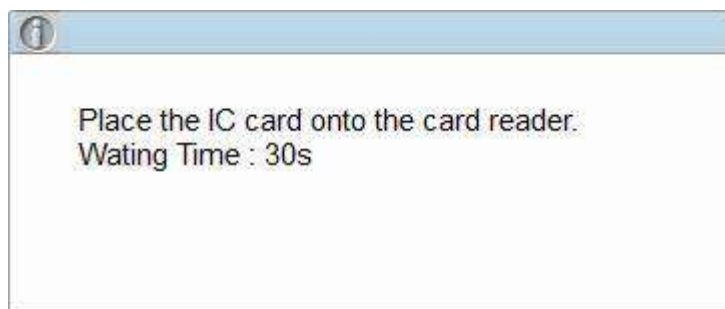 Place the IC card onto the card reader.
Wating Time : 30s